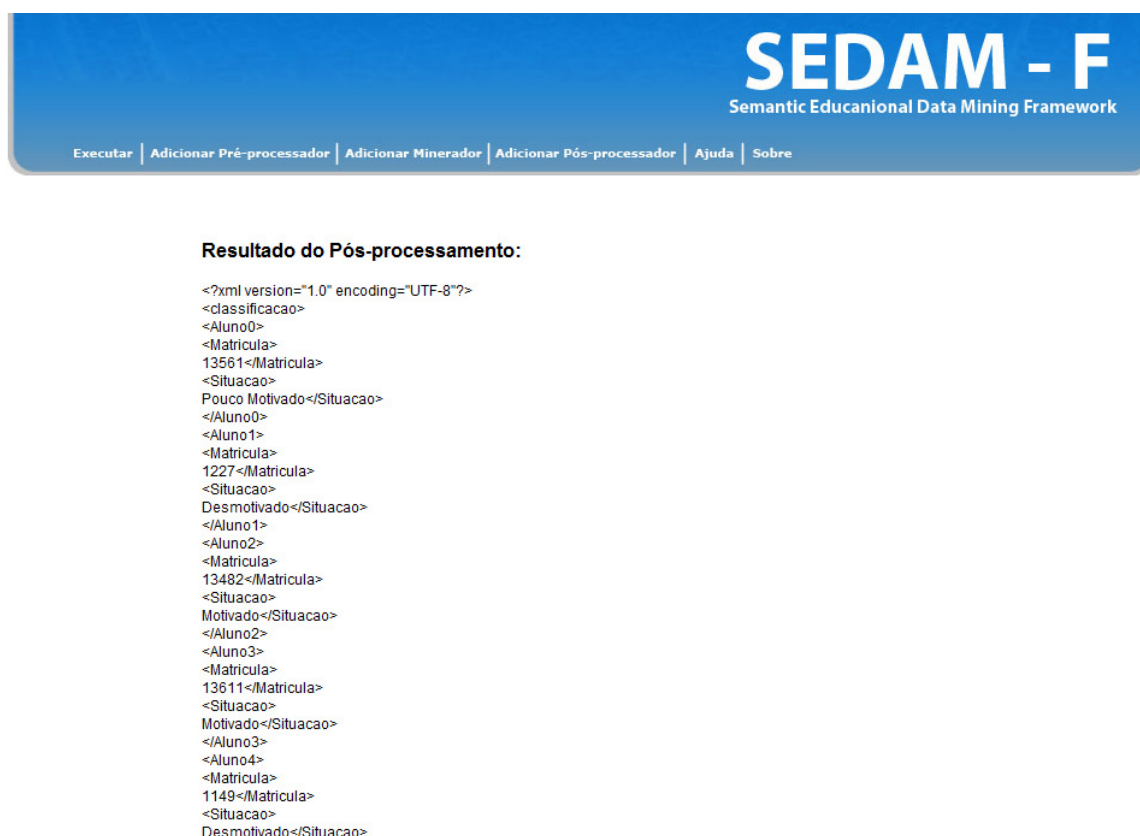 SEDAM - F
Semantic Educanional Data Mining Framework
Executar | Adicionar Pré-processador | Adicionar Minerador | Adicionar Pós-processador | Ajuda | Sobre
Resultado do Pós-processamento:
<?xml version="1.0" encoding="UTF-8"?>
<classificacao>
<Aluno0>
<Matricula>
13561</Matricula>
<Situacao>
Pouco Motivado</Situacao>
</Aluno0>
<Aluno1>
<Matricula>
1227</Matricula>
<Situacao>
Desmotivado</Situacao>
</Aluno1>
<Aluno2>
<Matricula>
13482</Matricula>
<Situacao>
Motivado</Situacao>
</Aluno2>
<Aluno3>
<Matricula>
13611</Matricula>
<Situacao>
Motivado</Situacao>
</Aluno3>
<Aluno4>
<Matricula>
1149</Matricula>
<Situacao>
Desmotivado</Situacao>